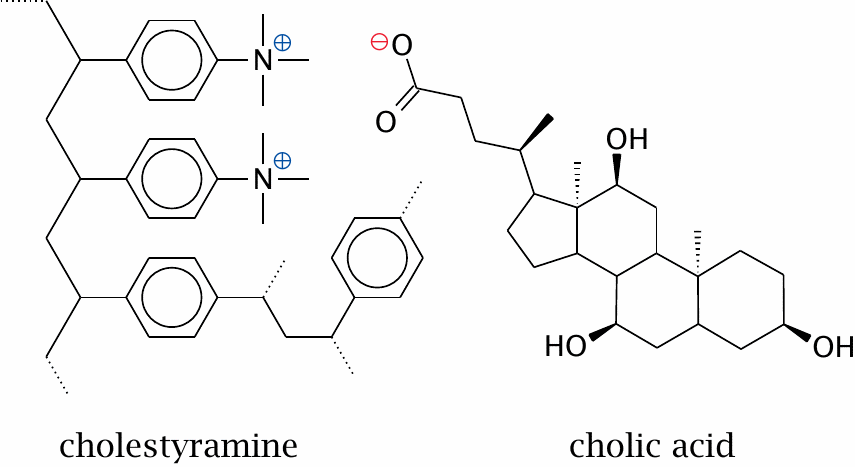 N ⊕
⊖ O
O
OH
N ⊕
HO
OH
cholestyramine
cholic acid